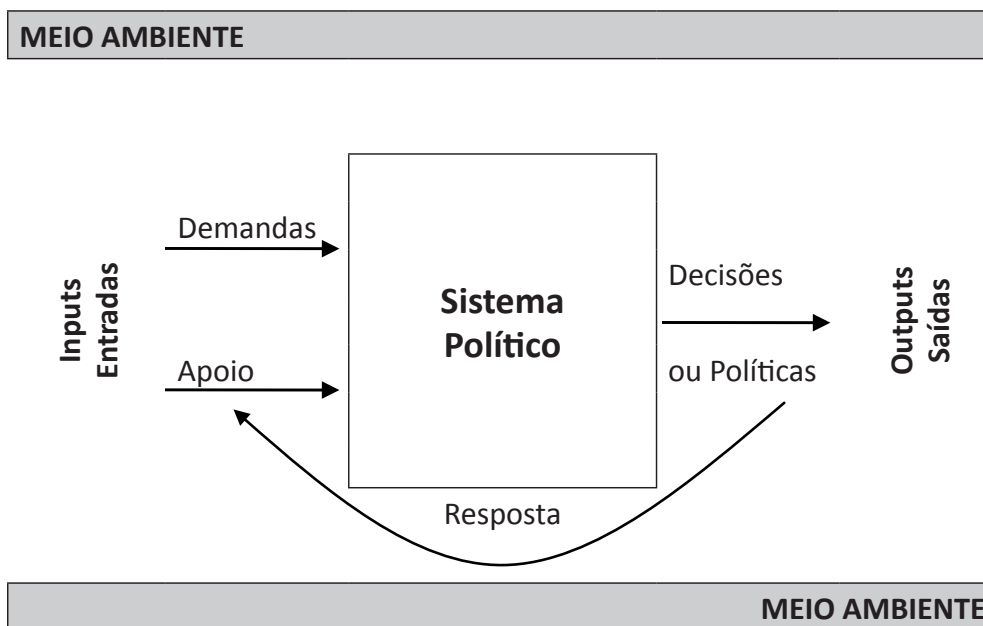 MEIO AMBIENTE
Inputs
Entradas
Demandas
Apoio
Sistema
Político
Decisões
ou Políticas
Outputs
Saídas
Resposta
MEIO AMBIENTE